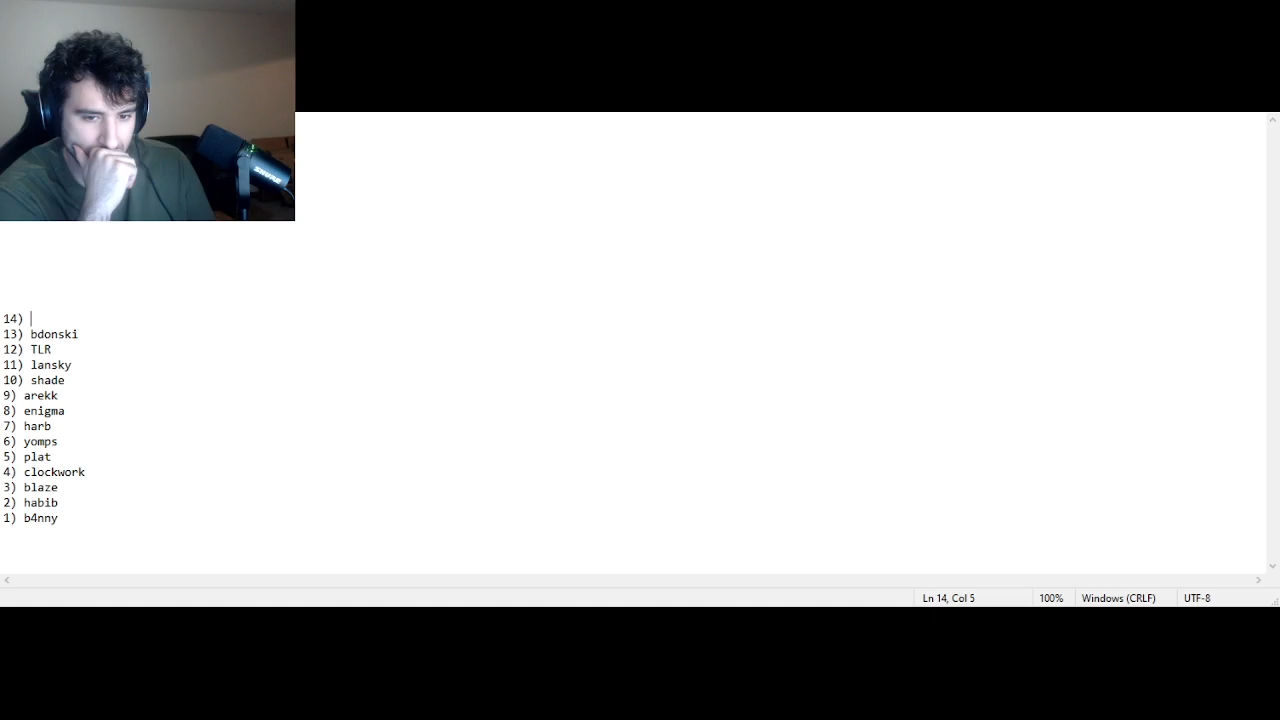 SHURE
14)
13) bdonski
12) TLR
11) lansky
10) shade
9) arekk
8) enigma
7) harb
6) yomps
5) plat
4) clockwork
3) blaze
2) habib
1) b4nny
Ln 14, Col 5
100%
Windows (CRLF)
UTF-8